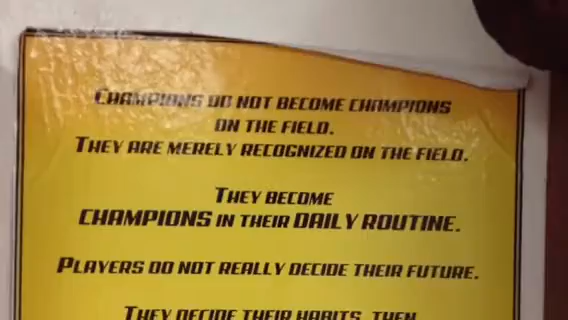 CHAMPIONS DO NOT BECOME CHAMPIONS
ON THE FIELD.
THEY ARE MERELY RECOGNIZED ON THE FIELD.
THEY BECOME
CHAMPIONS IN THEIR DAILY ROUTINE.
PLAYERS DO NOT REALLY DECIDE THEIR FUTURE.
THEY DECIDE THEIR HABITS, THEN